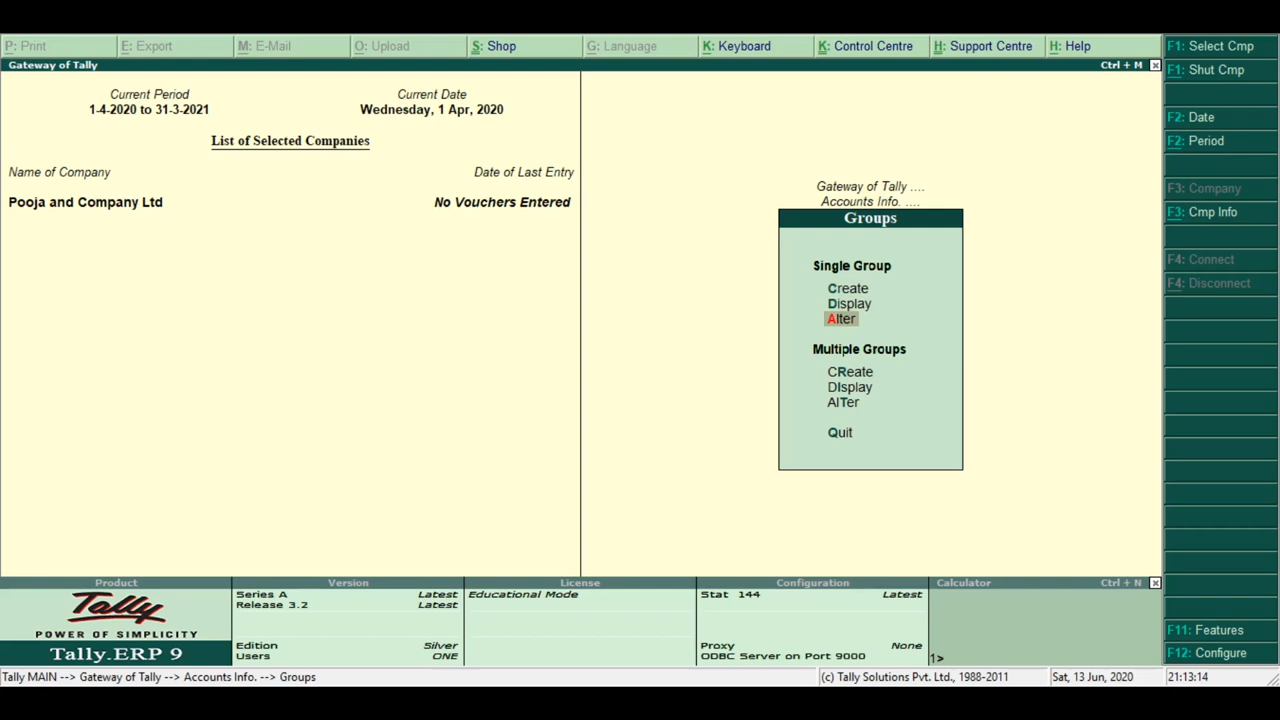 P: Print E: Export M: E-Mail O: Upload S: Shop G: Language K: Keyboard K: Control Centre H: Support Centre H: Help
Gateway of Tally Ctrl + M
Current Period Current Date
1-4-2020 to 31-3-2021 Wednesday, 1 Apr, 2020
List of Selected Companies
Name of Company Date of Last Entry
Pooja and Company Ltd No Vouchers Entered
Gateway of Tally ....
Accounts Info. ....
Groups
Single Group
Create
Display
Alter
Multiple Groups
CReate
DIsplay
AlTer
Quit
F1: Select Cmp
F1: Shut Cmp
F2: Date
F2: Period
F3: Company
F3: Cmp Info
F4: Connect
F4: Disconnect
F11: Features
F12: Configure
Product Version License Configuration Calculator Ctrl + N
Tally
POWER OF SIMPLICITY
Tally.ERP 9
Series A Latest
Release 3.2 Latest
Edition Silver
Users ONE
Educational Mode
Stat 144 Latest
Proxy None
ODBC Server on Port 9000
1>
Tally MAIN --> Gateway of Tally --> Accounts Info. --> Groups (c) Tally Solutions Pvt. Ltd., 1988-2011 Sat, 13 Jun, 2020 21:13:14